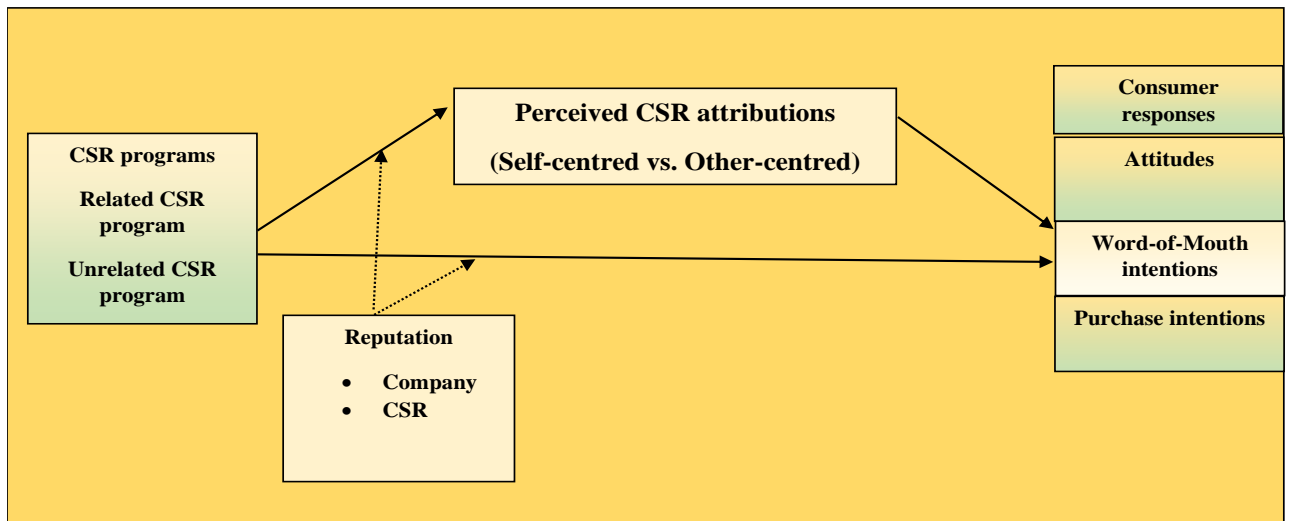 CSR programs
Related CSR
program
Unrelated CSR
program
Perceived CSR attributions
(Self-centred vs. Other-centred)
Reputation
• Company
• CSR
Consumer
responses
Attitudes
Word-of-Mouth
intentions
Purchase intentions